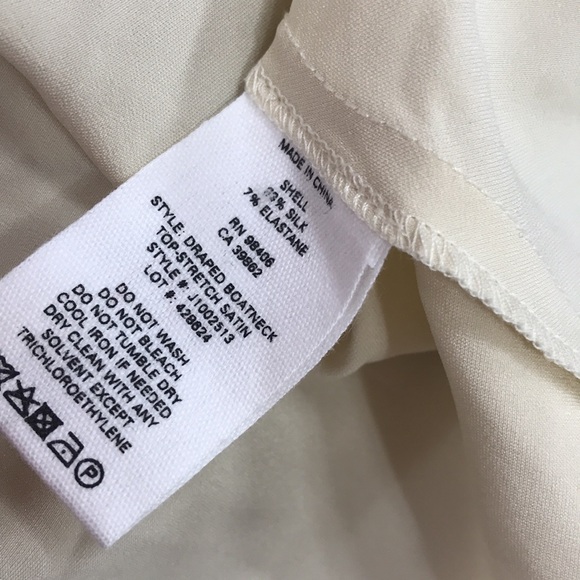 MADE IN CHINA
SHELL
93% SILK
7% ELASTANE
RN 98406
CA 39862
STYLE: DRAPED BOATNECK
TOP-STRETCH SATIN
STYLE #: J1002513
LOT #: 428624
DO NOT WASH
DO NOT BLEACH
DO NOT TUMBLE DRY
COOL IRON IF NEEDED
DRY CLEAN WITH ANY
SOLVENT EXCEPT
TRICHLOROETHYLENE
P